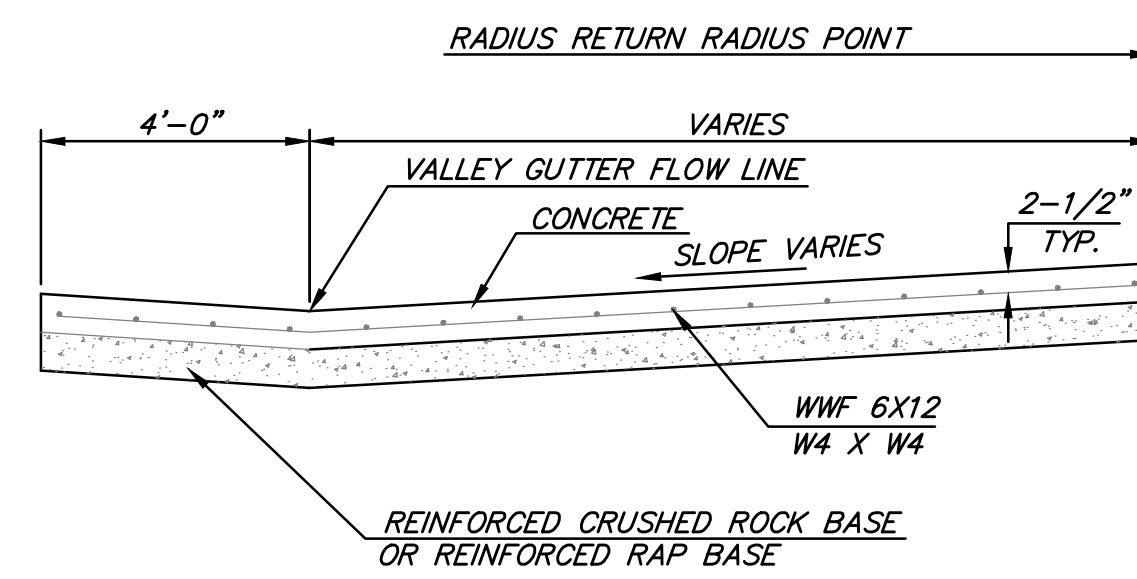 RADIUS RETURN RADIUS POINT
4'-0"
VARIES
VALLEY GUTTER FLOW LINE
CONCRETE
2-1/2"
TYP.
SLOPE VARIES
WWF 6X12
W4 X W4
REINFORCED CRUSHED ROCK BASE
OR REINFORCED RAP BASE